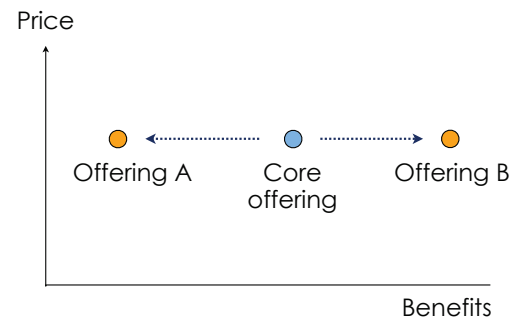 Price
Offering A
Core
offering
Offering B
Benefits